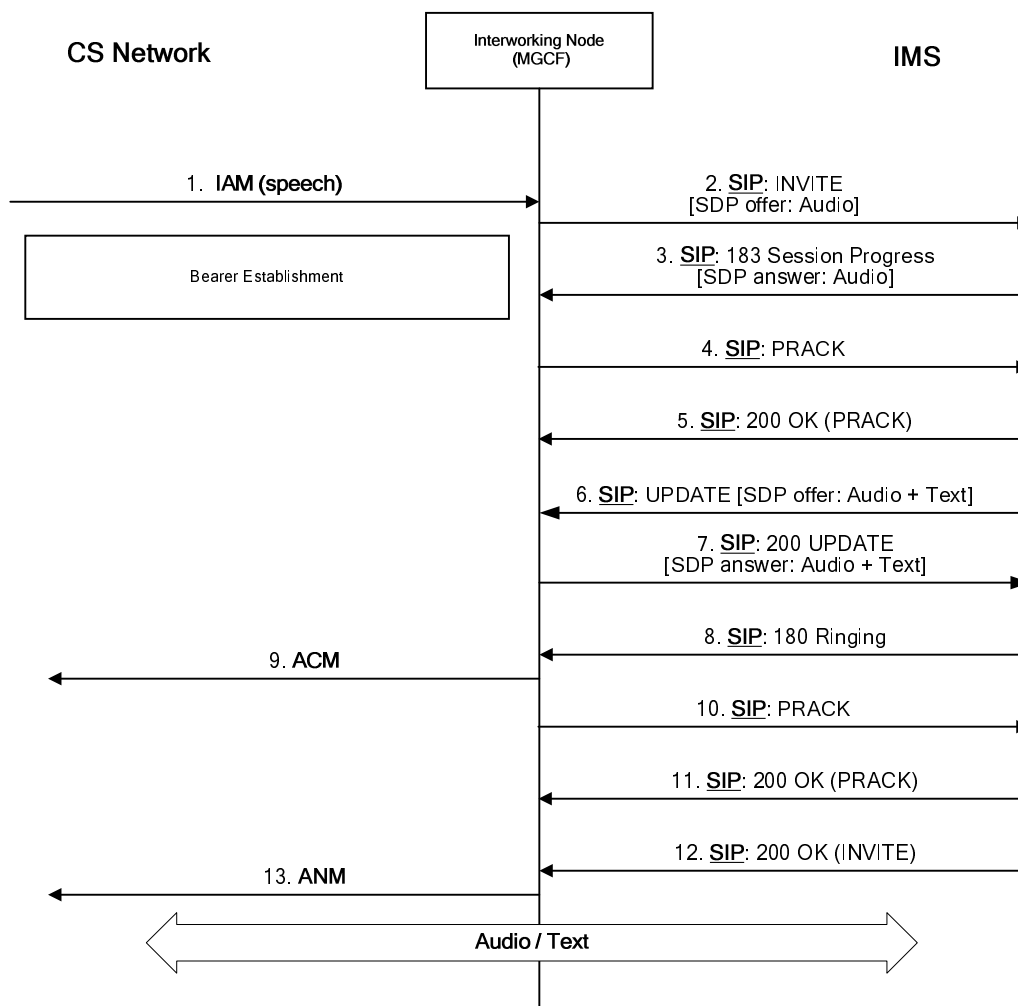 CS Network
Interworking Node
(MGCF)
IMS
1. IAM (speech)
2. SIP: INVITE
[SDP offer: Audio]
3. SIP: 183 Session Progress
[SDP answer: Audio]
Bearer Establishment
4. SIP: PRACK
5. SIP: 200 OK (PRACK)
6. SIP: UPDATE [SDP offer: Audio + Text]
7. SIP: 200 UPDATE
[SDP answer: Audio + Text]
8. SIP: 180 Ringing
9. ACM
10. SIP: PRACK
11. SIP: 200 OK (PRACK)
12. SIP: 200 OK (INVITE)
13. ANM
Audio / Text